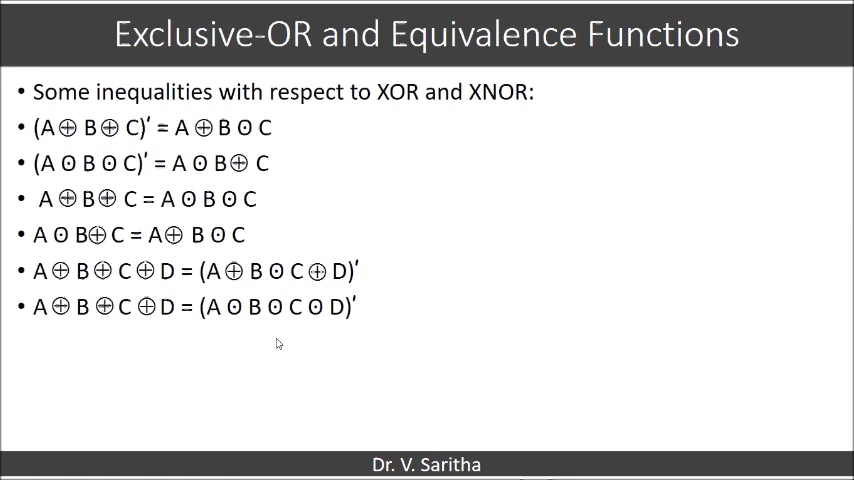 Exclusive-OR and Equivalence Functions
• Some inequalities with respect to XOR and XNOR:
• (A ⊕ B ⊕ C)' = A ⊕ B ʘ C
• (A ʘ B ʘ C)' = A ʘ B⊕ C
• A ⊕ B⊕ C = A ʘ B ʘ C
• A ʘ B⊕ C = A⊕ B ʘ C
• A ⊕ B ⊕ C ⊕ D = (A ⊕ B ʘ C ⊕ D)'
• A ⊕ B ⊕ C ⊕ D = (A ʘ B ʘ C ʘ D)'
Dr. V. Saritha